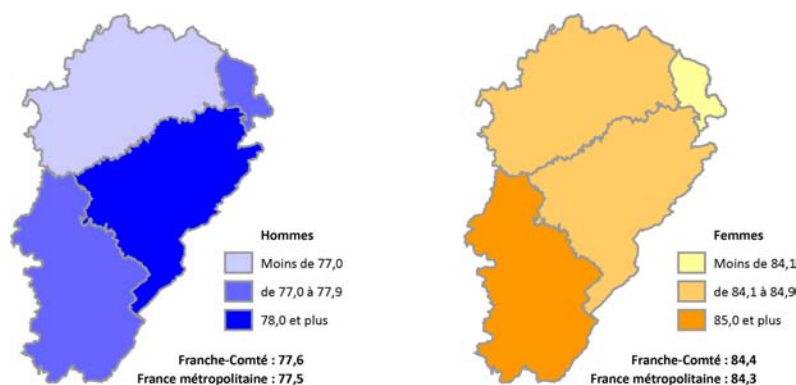 Hommes
Moins de 77,0
de 77,0 à 77,9
78,0 et plus
Franche-Comté : 77,6
France métropolitaine : 77,5
Femmes
Moins de 84,1
de 84,1 à 84,9
85,0 et plus
Franche-Comté : 84,4
France métropolitaine : 84,3